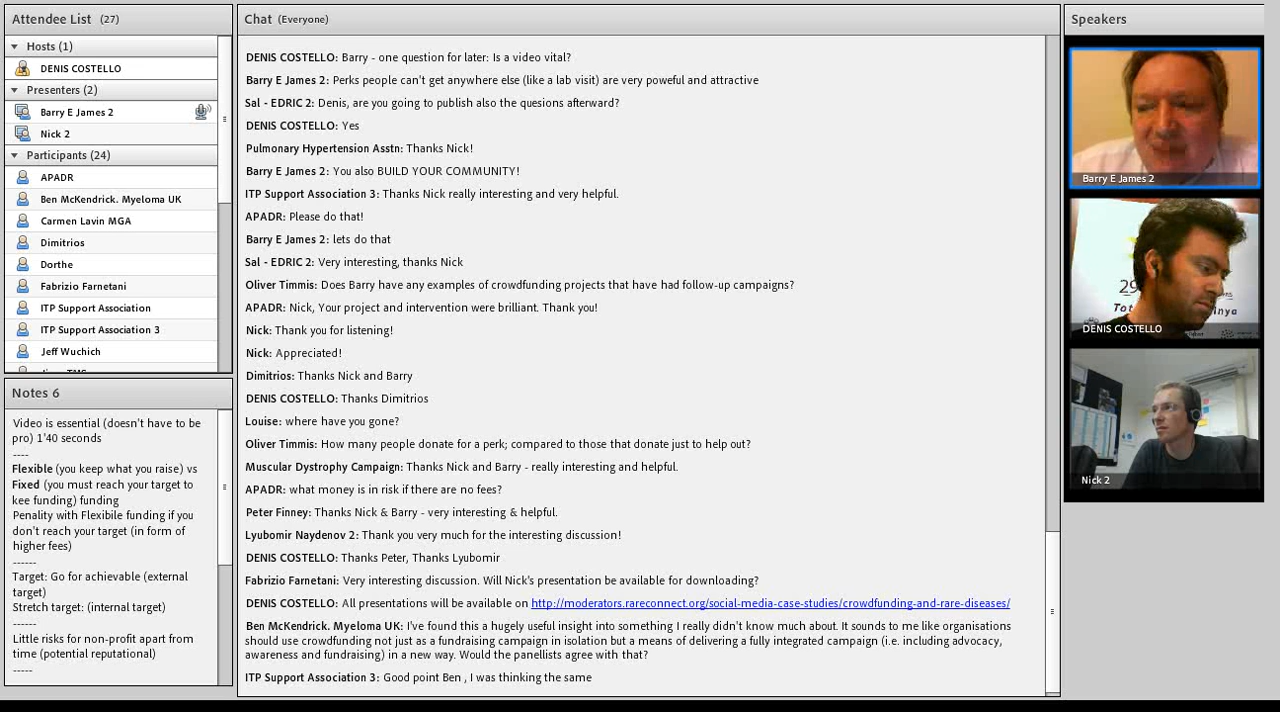 Attendee List (27)
Hosts (1)
DENIS COSTELLO
Presenters (2)
Barry E James 2
Nick 2
Participants (24)
APADR
Ben McKendrick. Myeloma UK
Carmen Lavin MGA
Dimitrios
Dorthe
Fabrizio Farnetani
ITP Support Association
ITP Support Association 3
Jeff Wuchich
Notes 6
Video is essential (doesn't have to be
pro) 1'40 seconds
----
Flexible (you keep what you raise) vs
Fixed (you must reach your target to
kee funding) funding
Penality with Flexibile funding if you
don't reach your target (in form of
higher fees)
------
Target: Go for achievable (external
target)
Stretch target: (internal target)
------
Little risks for non-profit apart from
time (potential reputational)
-----
Chat (Everyone)
DENIS COSTELLO: Barry - one question for later: Is a video vital?
Barry E James 2: Perks people can't get anywhere else (like a lab visit) are very poweful and attractive
Sal - EDRIC 2: Denis, are you going to publish also the quesions afterward?
DENIS COSTELLO: Yes
Pulmonary Hypertension Asstn: Thanks Nick!
Barry E James 2: You also BUILD YOUR COMMUNITY!
ITP Support Association 3: Thanks Nick really interesting and very helpful.
APADR: Please do that!
Barry E James 2: lets do that
Sal - EDRIC 2: Very interesting, thanks Nick
Oliver Timmis: Does Barry have any examples of crowdfunding projects that have had follow-up campaigns?
APADR: Nick, Your project and intervention were brilliant. Thank you!
Nick: Thank you for listening!
Nick: Appreciated!
Dimitrios: Thanks Nick and Barry
DENIS COSTELLO: Thanks Dimitrios
Louise: where have you gone?
Oliver Timmis: How many people donate for a perk; compared to those that donate just to help out?
Muscular Dystrophy Campaign: Thanks Nick and Barry - really interesting and helpful.
APADR: what money is in risk if there are no fees?
Peter Finney: Thanks Nick & Barry - very interesting & helpful.
Lyubomir Naydenov 2: Thank you very much for the interesting discussion!
DENIS COSTELLO: Thanks Peter, Thanks Lyubomir
Fabrizio Farnetani: Very interesting discussion. Will Nick's presentation be available for downloading?
DENIS COSTELLO: All presentations will be available on http://moderators.rareconnect.org/social-media-case-studies/crowdfunding-and-rare-diseases/
Ben McKendrick. Myeloma UK: I've found this a hugely useful insight into something I really didn't know much about. It sounds to me like organisations
should use crowdfunding not just as a fundraising campaign in isolation but a means of delivering a fully integrated campaign (i.e. including advocacy,
awareness and fundraising) in a new way. Would the panellists agree with that?
ITP Support Association 3: Good point Ben , I was thinking the same
Speakers
Barry E James 2
29
DENIS COSTELLO
Nick 2